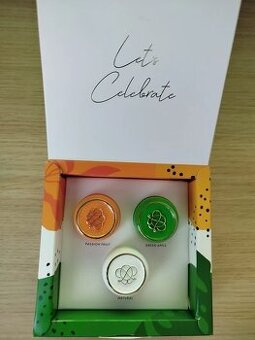 Let's
Celebrate
PASSION FRUIT
GREEN APPLE
NATURAL